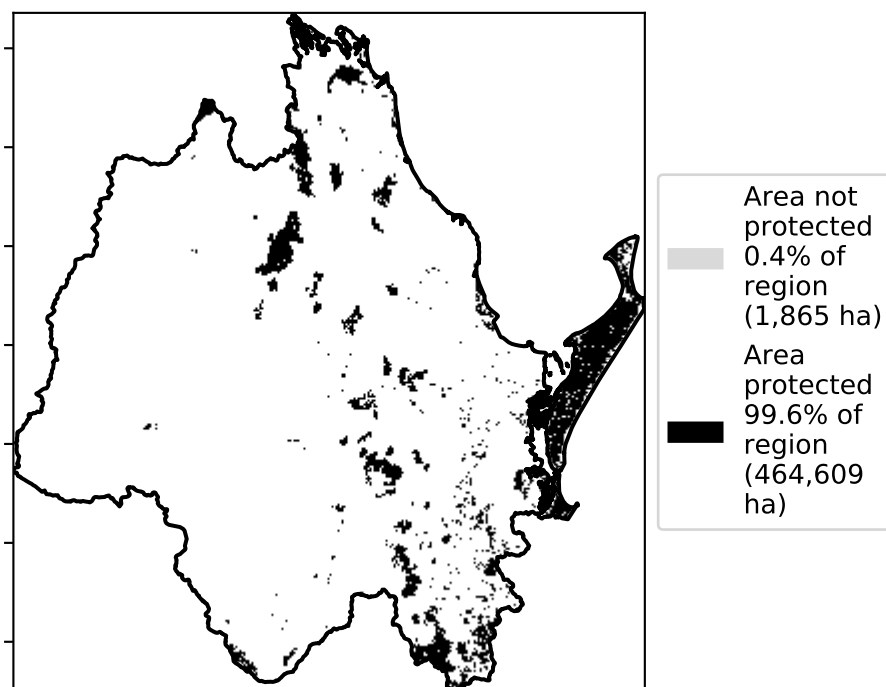 Area not
protected
0.4% of
region
(1,865 ha)
Area
protected
99.6% of
region
(464,609
ha)